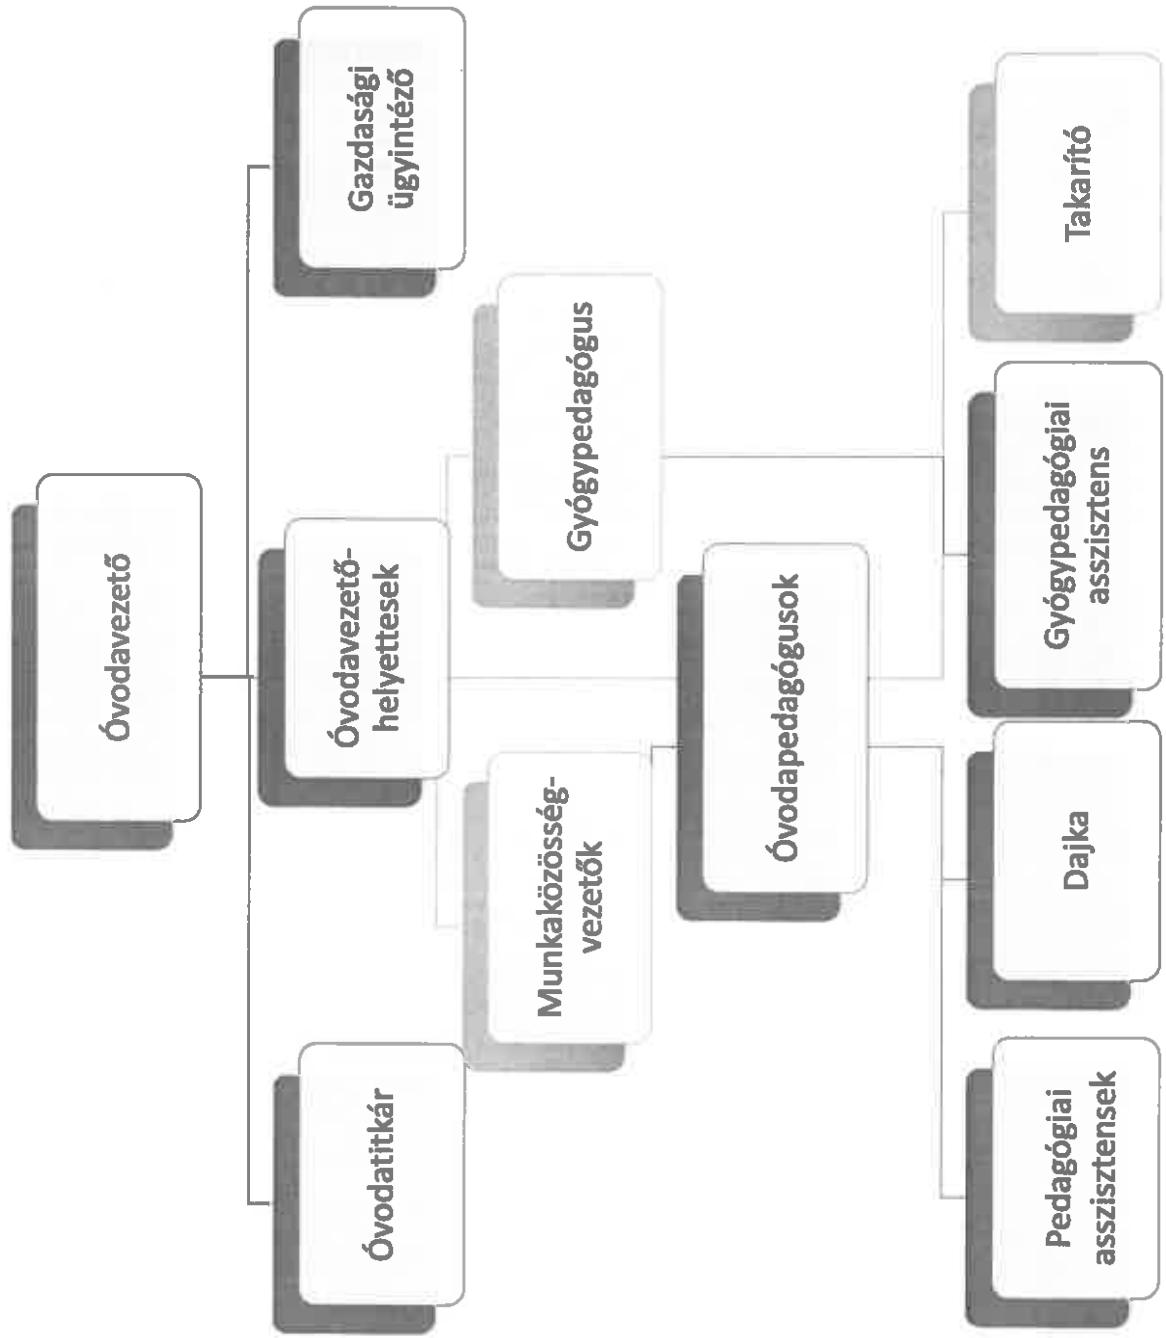 Óvodavezető
Óvodatitkár
Óvodavezető-
helyettesek
Gazdasági
ügyintéző
Munkaközösség-
vezetők
Gyógypedagógus
Óvodapedagógusok
Pedagógiai
asszisztensek
Dajka
Gyógypedagógiai
asszisztens
Takarító